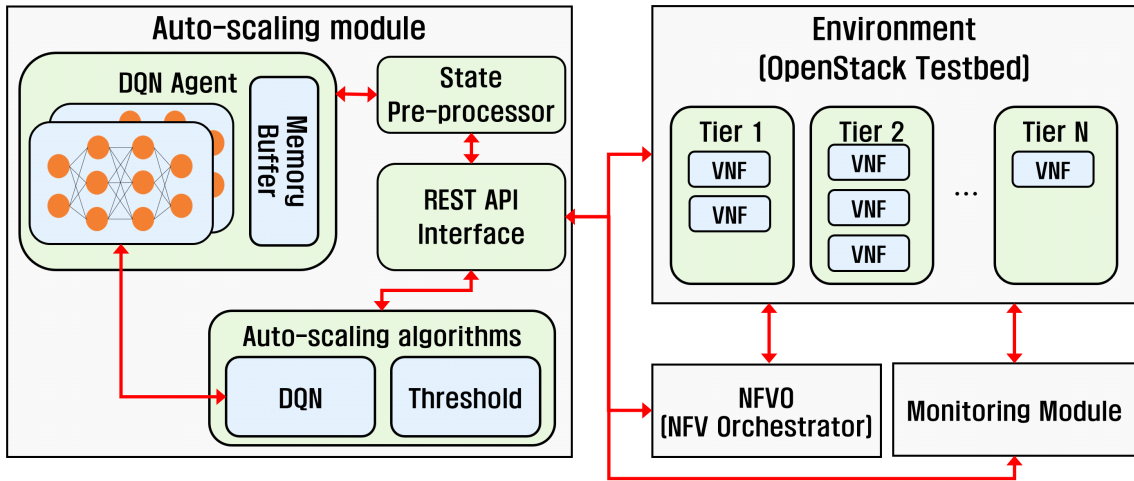 Auto-scaling module
DQN Agent
Memory
Buffer
State
Pre-processor
REST API
Interface
Auto-scaling algorithms
DQN
Threshold
Environment
(OpenStack Testbed)
Tier 1
VNF
VNF
Tier 2
VNF
VNF
VNF
...
Tier N
VNF
NFVO
(NFV Orchestrator)
Monitoring Module